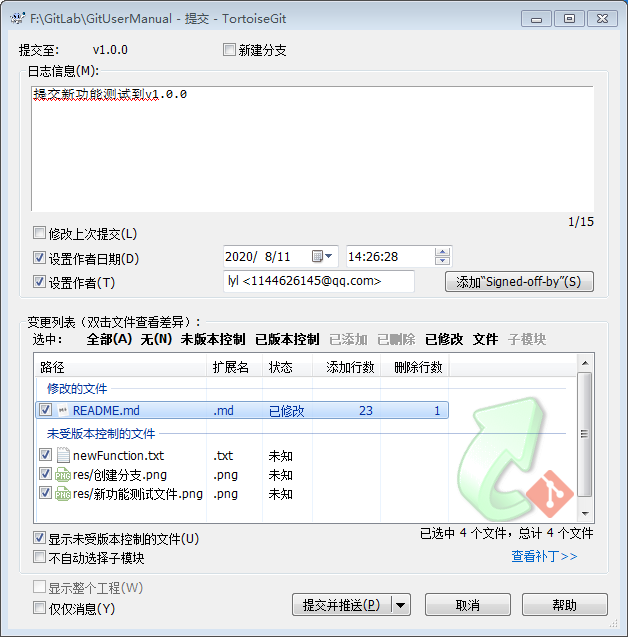 F:\GitLab\GitUserManual - 提交 - TortoiseGit
提交至: v1.0.0 新建分支
日志信息(M):
提交新功能测试到v1.0.0
1/15
修改上次提交(L)
设置作者日期(D) 2020/ 8/11 14:26:28
设置作者(T) lyl <1144626145@qq.com> 添加“Signed-off-by”(S)
变更列表（双击文件查看差异）:
选中: 全部(A) 无(N) 未版本控制 已版本控制 已添加 已删除 已修改 文件 子模块
路径 扩展名 状态 添加行数 删除行数
修改的文件
README.md .md 已修改 23 1
未受版本控制的文件
newFunction.txt .txt 未知
PNG res/创建分支.png .png 未知
PNG res/新功能测试文件.png .png 未知
显示未受版本控制的文件(U) 已选中 4 个文件，总计 4 个文件
不自动选择子模块 查看补丁>>
显示整个工程(W)
仅仅消息(Y) 提交并推送(P) 取消 帮助